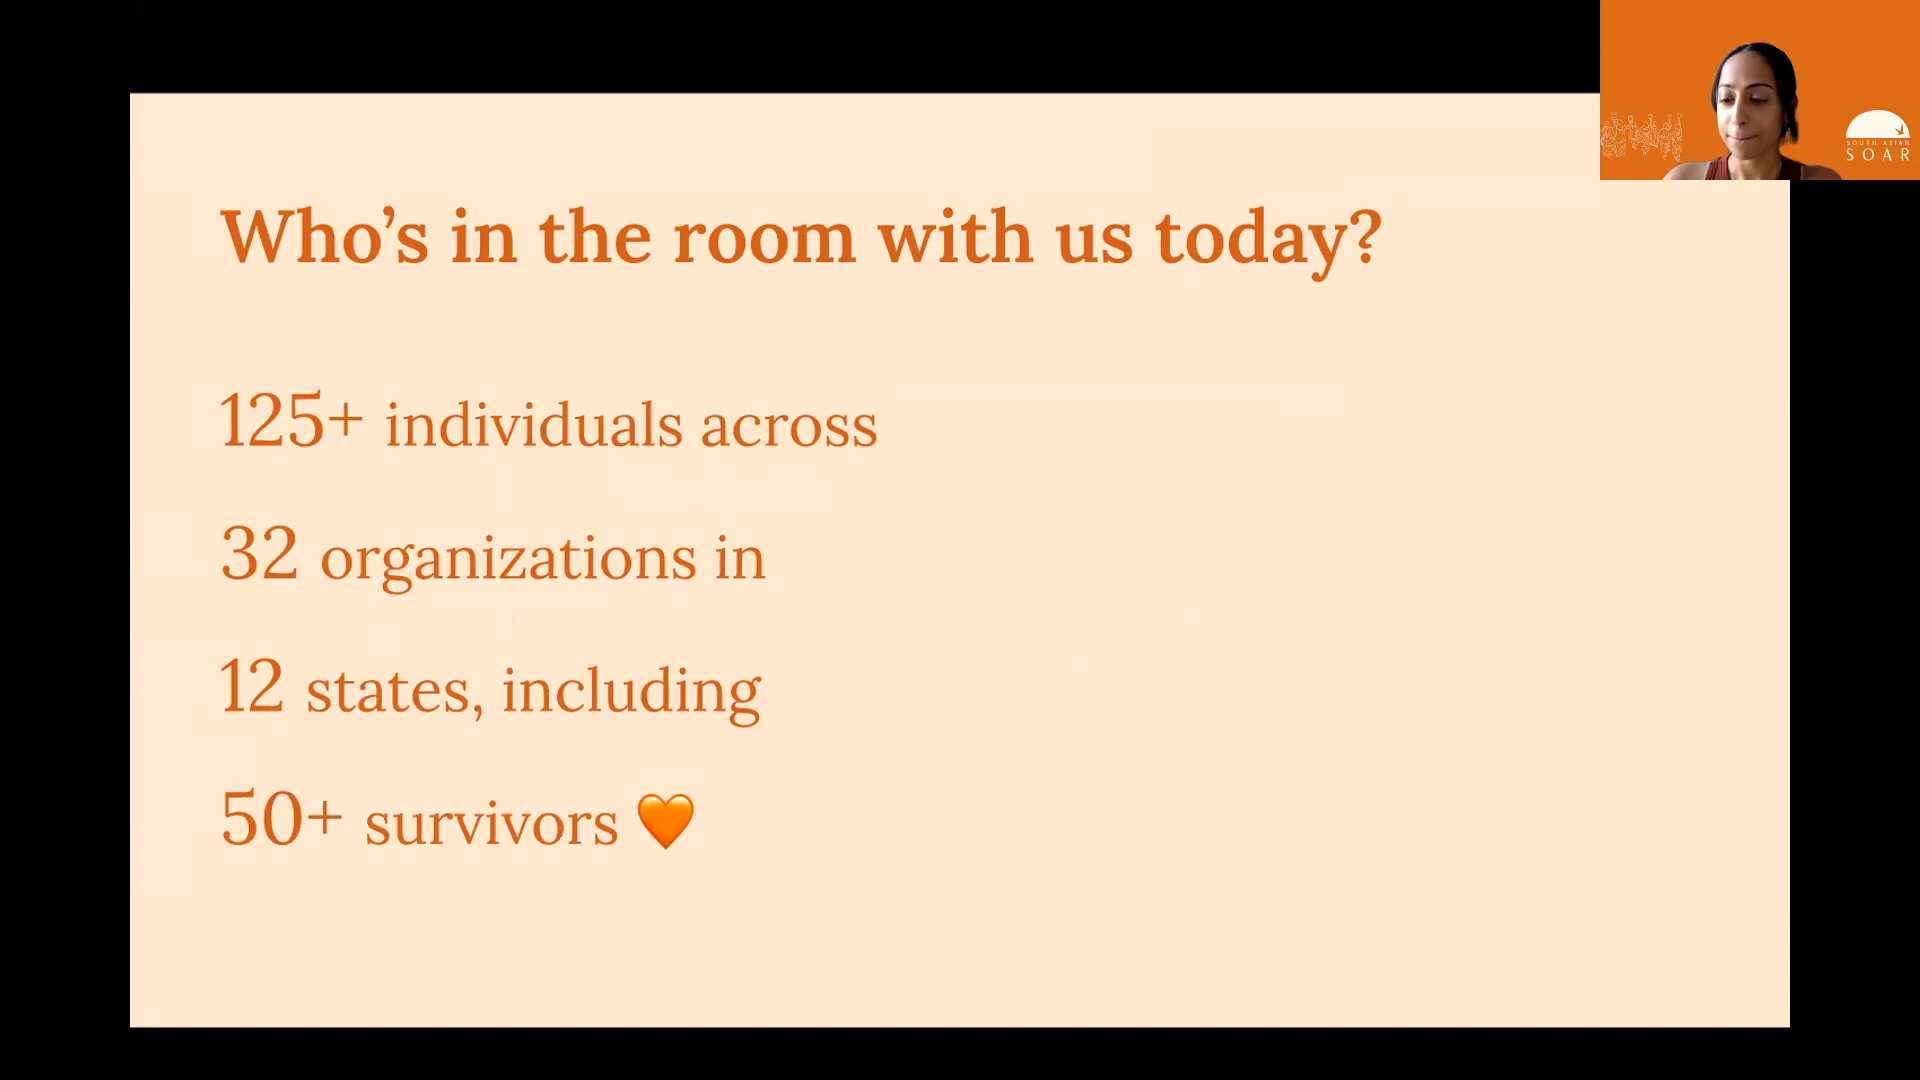 SOUTH ASIAN
SOAR
Who’s in the room with us today?
125+ individuals across
32 organizations in
12 states, including
50+ survivors 🧡